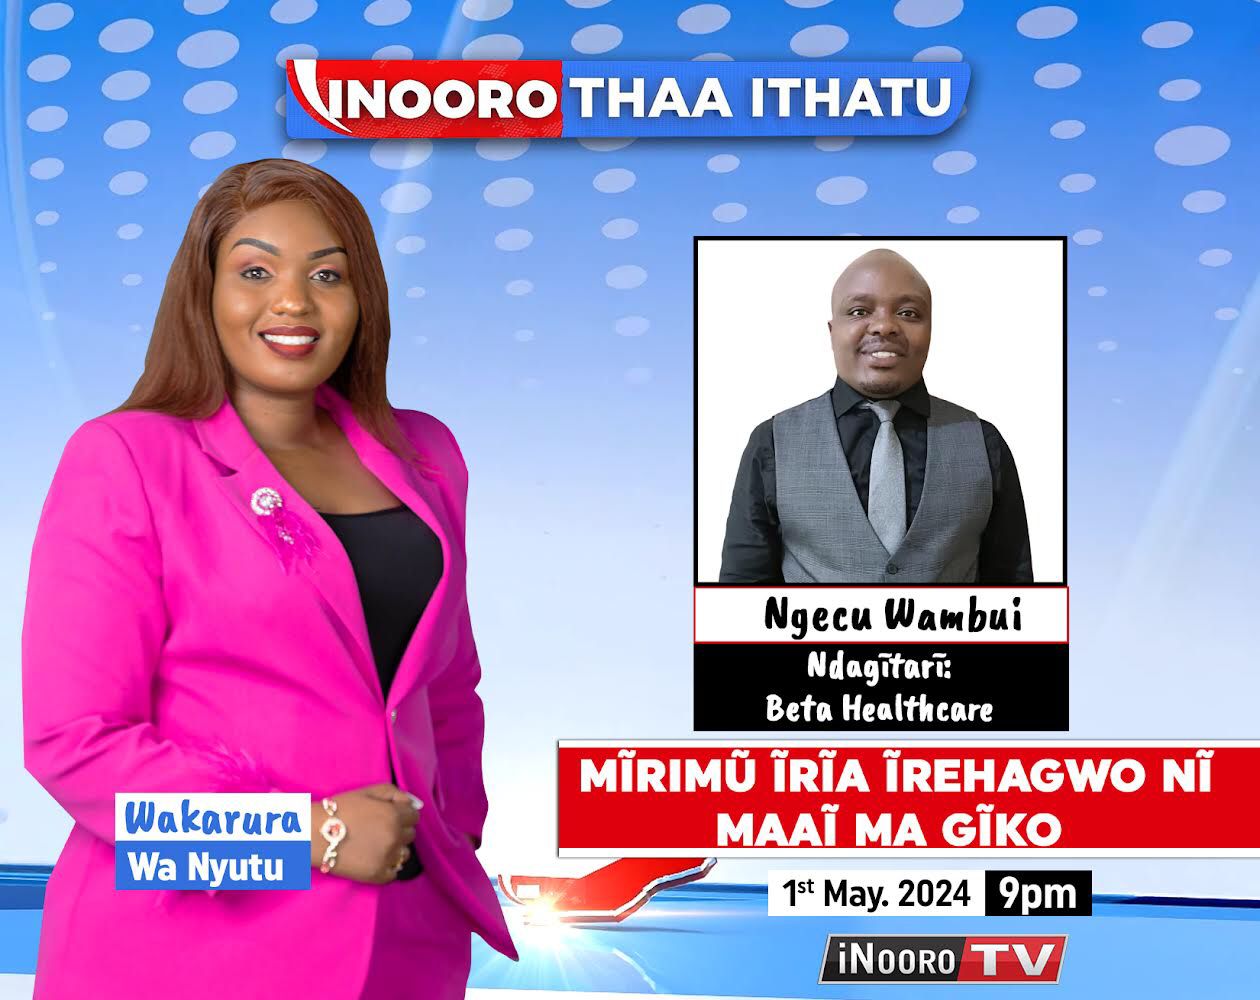 INOORO THAA ITHATU
Ngecu Wambui
Ndagĩtarĩ:
Beta Healthcare
MĨRIMŨ ĨRĨA ĨREHAGWO NĨ
MAAĨ MA GĨKO
Wakarura
Wa Nyutu
1st May. 2024 9pm
iNOORO TV